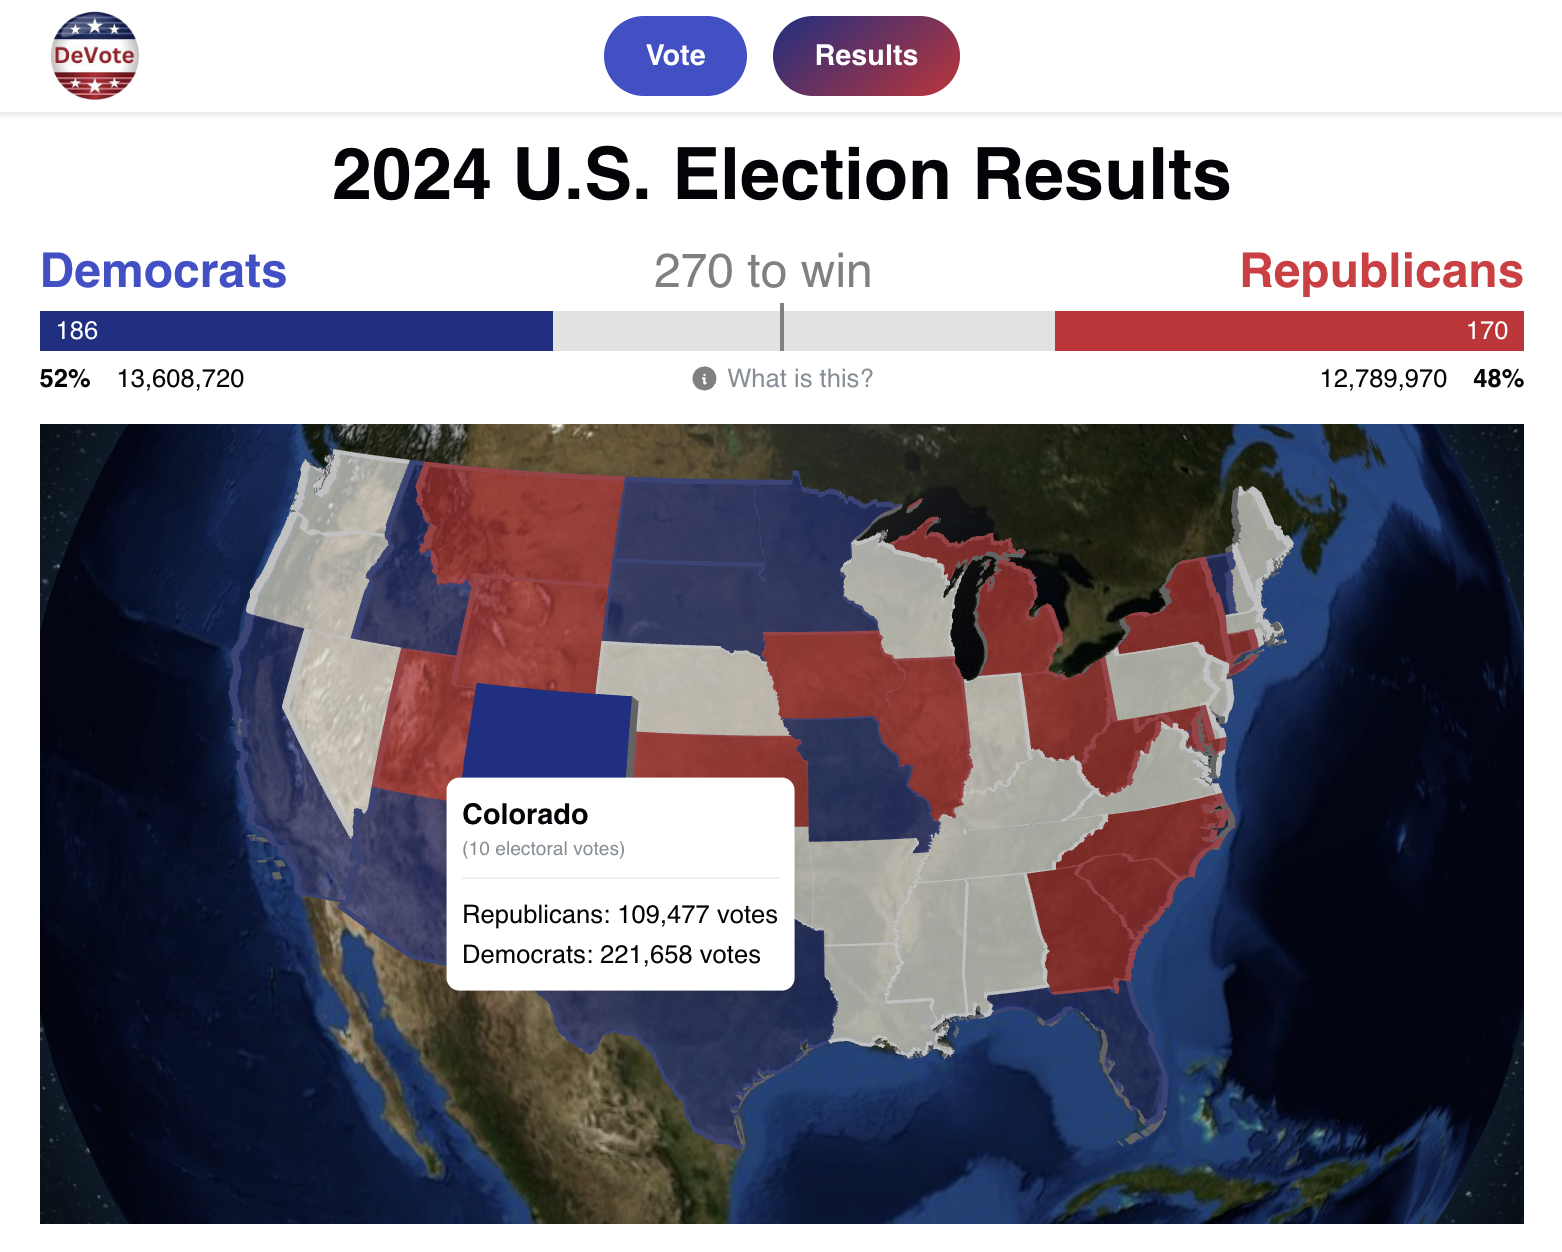 DeVote
Vote
Results
2024 U.S. Election Results
Democrats
270 to win
Republicans
186
170
52% 13,608,720
What is this?
12,789,970 48%
Colorado
(10 electoral votes)
Republicans: 109,477 votes
Democrats: 221,658 votes